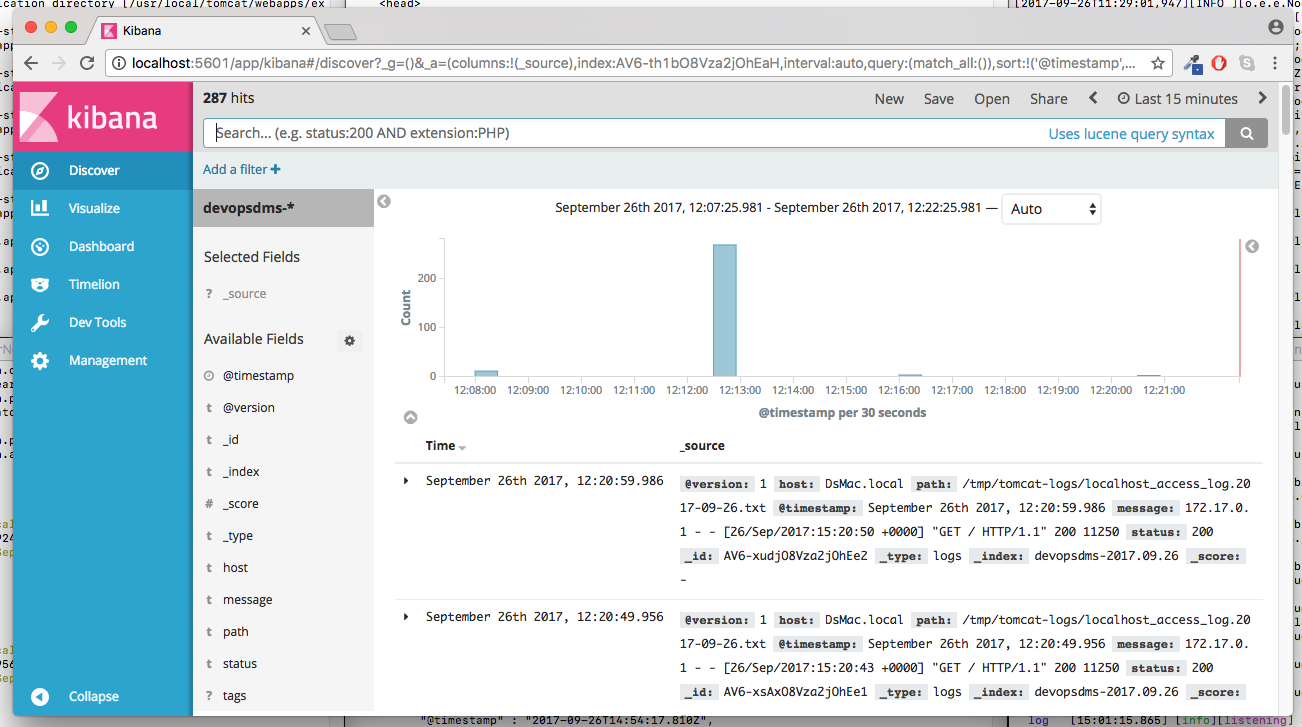 ication directory [/usr/local/tomcat/webapps/ex
<head>
[2017-09-26T11:29:01,947][INFO ][o.e.e.No
Kibana
localhost:5601/app/kibana#/discover?_g=()&_a=(columns:!(_source),index:AV6-th1bO8Vza2jOhEaH,interval:auto,query:(match_all:()),sort:!('@timestamp',...
kibana
287 hits
New Save Open Share Last 15 minutes
Search... (e.g. status:200 AND extension:PHP)
Uses lucene query syntax
Add a filter +
Discover
Visualize
Dashboard
Timelion
Dev Tools
Management
Collapse
devopsdms-*
Selected Fields
? _source
Available Fields
@timestamp
t @version
t _id
t _index
# _score
t _type
t host
t message
t path
t status
? tags
September 26th 2017, 12:07:25.981 - September 26th 2017, 12:22:25.981 — Auto
Count
200
100
0
12:08:00 12:09:00 12:10:00 12:11:00 12:12:00 12:13:00 12:14:00 12:15:00 12:16:00 12:17:00 12:18:00 12:19:00 12:20:00 12:21:00
@timestamp per 30 seconds
Time _source
September 26th 2017, 12:20:59.986
@version: 1 host: DsMac.local path: /tmp/tomcat-logs/localhost_access_log.20
17-09-26.txt @timestamp: September 26th 2017, 12:20:59.986 message: 172.17.0.
1 - - [26/Sep/2017:15:20:50 +0000] "GET / HTTP/1.1" 200 11250 status: 200
_id: AV6-xudjO8Vza2jOhEe2 _type: logs _index: devopsdms-2017.09.26 _score:
-
September 26th 2017, 12:20:49.956
@version: 1 host: DsMac.local path: /tmp/tomcat-logs/localhost_access_log.20
17-09-26.txt @timestamp: September 26th 2017, 12:20:49.956 message: 172.17.0.
1 - - [26/Sep/2017:15:20:43 +0000] "GET / HTTP/1.1" 200 11250 status: 200
_id: AV6-xsAxO8Vza2jOhEe1 _type: logs _index: devopsdms-2017.09.26 _score:
"@timestamp" : "2017-09-26T14:54:17.810Z",
log [15:01:15.865] [info][listening]